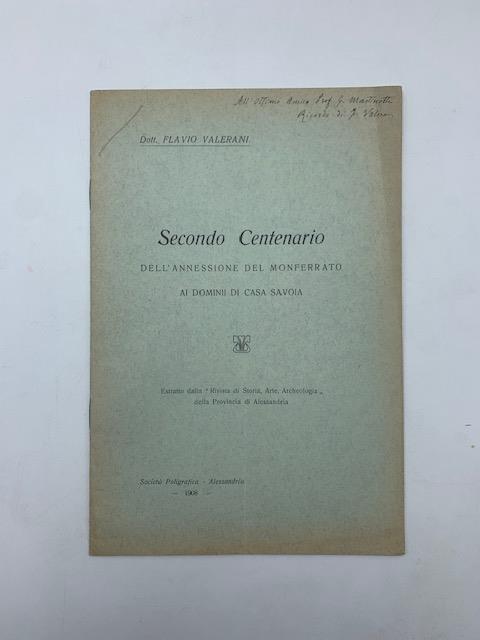 All'Ottimo Amico Prof. G. Martinotti
Ricordo di F. Valerani
Dott. FLAVIO VALERANI
Secondo Centenario
DELL'ANNESSIONE DEL MONFERRATO
AI DOMINII DI CASA SAVOIA
Estratto dalla "Rivista di Storia, Arte, Archeologia „
della Provincia di Alessandria
Società Poligrafica - Alessandria
— 1908 —